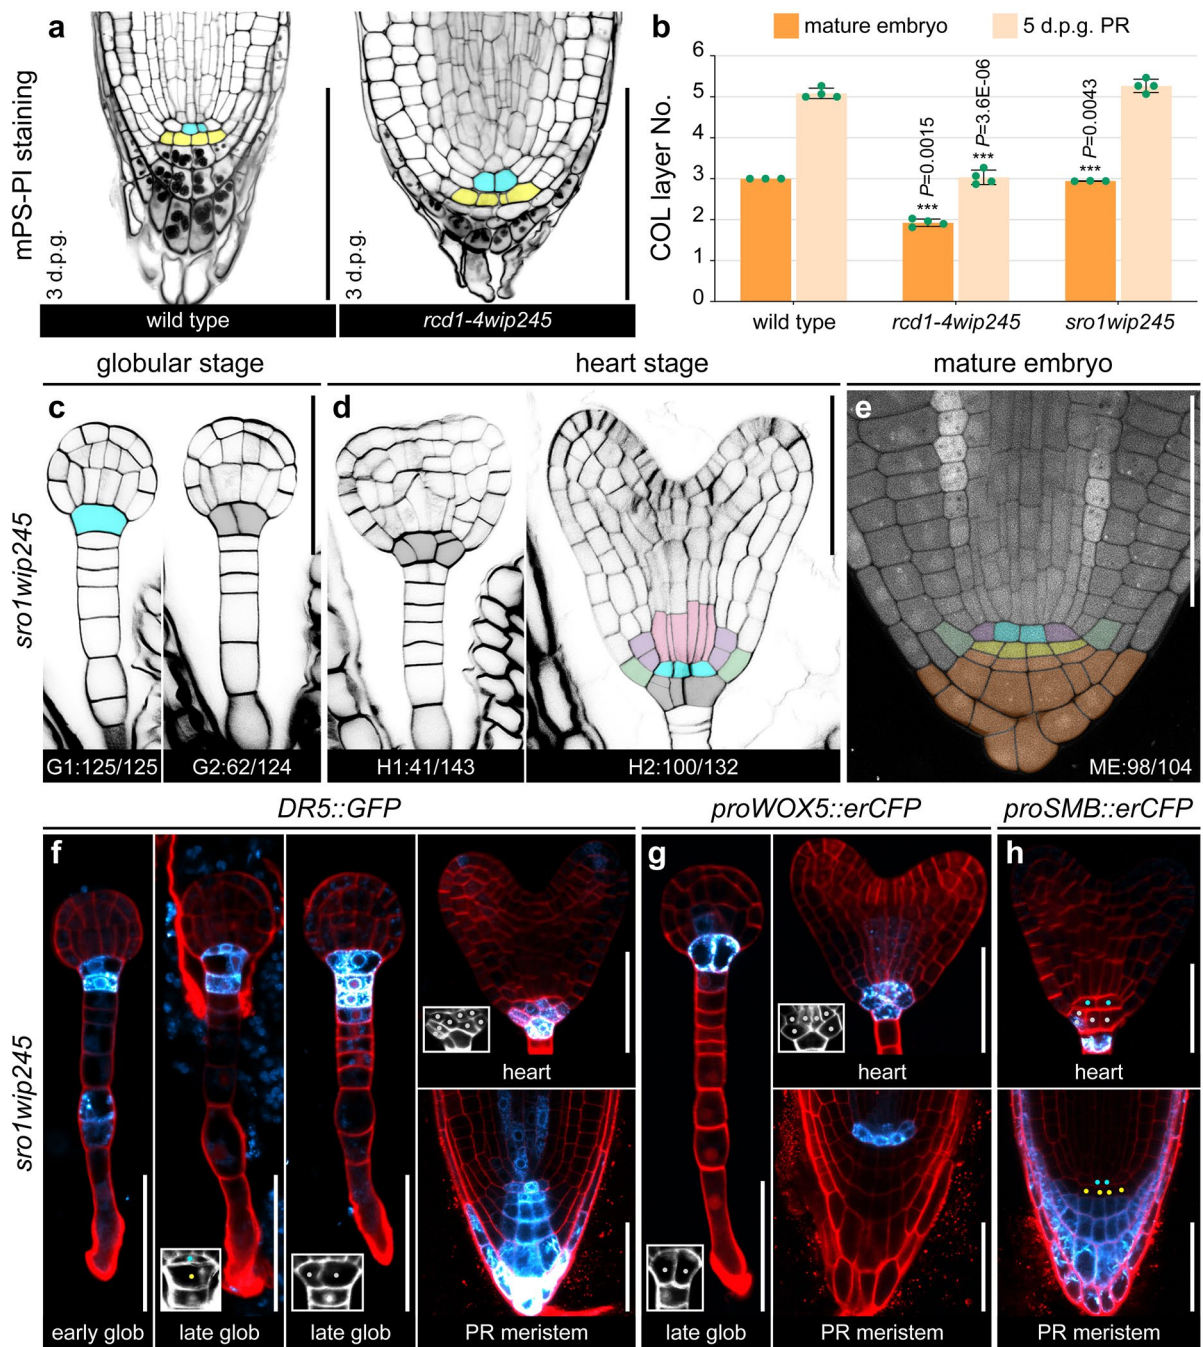 a
mPS-PI staining
3 d.p.g.
3 d.p.g.
wild type
rcd1-4wip245
b
mature embryo
5 d.p.g. PR
COL layer No.
6
5
4
3
2
1
0
***
P=0.0015
***
P=3.6E-06
***
P=0.0043
wild type
rcd1-4wip245
sro1wip245
globular stage
heart stage
mature embryo
sro1wip245
c
d
e
G1:125/125
G2:62/124
H1:41/143
H2:100/132
ME:98/104
DR5::GFP
proWOX5::erCFP
proSMB::erCFP
sro1wip245
f
g
h
heart
heart
heart
early glob
late glob
late glob
PR meristem
late glob
PR meristem
PR meristem